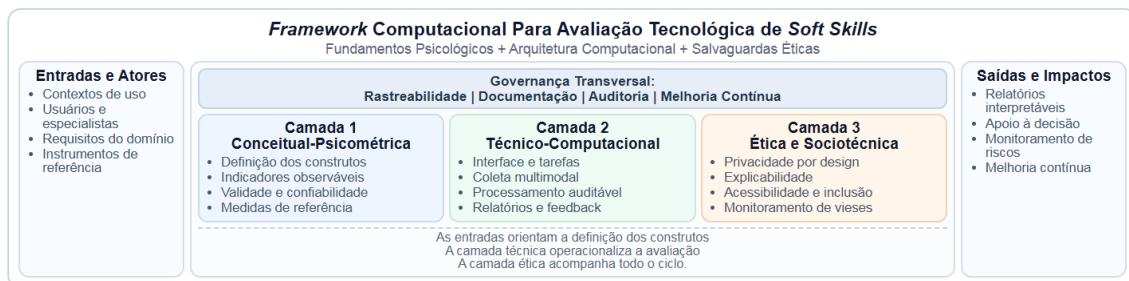 Framework Computacional Para Avaliação Tecnológica de Soft Skills
Fundamentos Psicológicos + Arquitetura Computacional + Salvaguardas Éticas
Entradas e Atores
• Contextos de uso
• Usuários e
especialistas
• Requisitos do domínio
• Instrumentos de
referência
Governança Transversal:
Rastreabilidade | Documentação | Auditoria | Melhoria Contínua
Camada 1
Conceitual-Psicométrica
• Definição dos construtos
• Indicadores observáveis
• Validade e confiabilidade
• Medidas de referência
Camada 2
Técnico-Computacional
• Interface e tarefas
• Coleta multimodal
• Processamento auditável
• Relatórios e feedback
Camada 3
Ética e Sociotécnica
• Privacidade por design
• Explicabilidade
• Acessibilidade e inclusão
• Monitoramento de vieses
As entradas orientam a definição dos construtos
A camada técnica operacionaliza a avaliação
A camada ética acompanha todo o ciclo.
Saídas e Impactos
• Relatórios
interpretáveis
• Apoio à decisão
• Monitoramento de
riscos
• Melhoria contínua